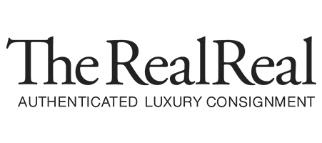 The RealReal
AUTHENTICATED LUXURY CONSIGNMENT